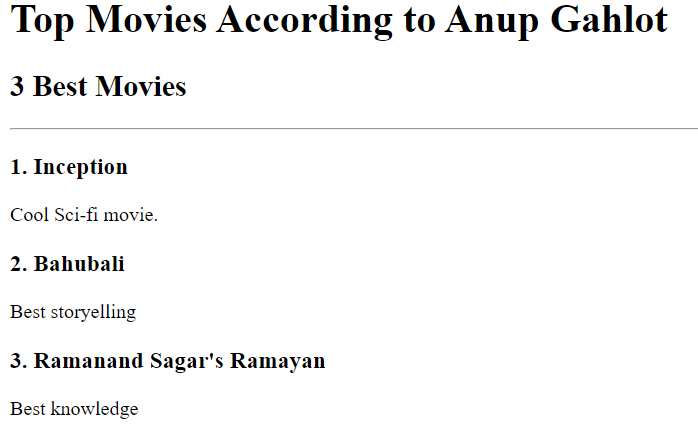 Top Movies According to Anup Gahlot
3 Best Movies
1. Inception
Cool Sci-fi movie.
2. Bahubali
Best storyelling
3. Ramanand Sagar's Ramayan
Best knowledge